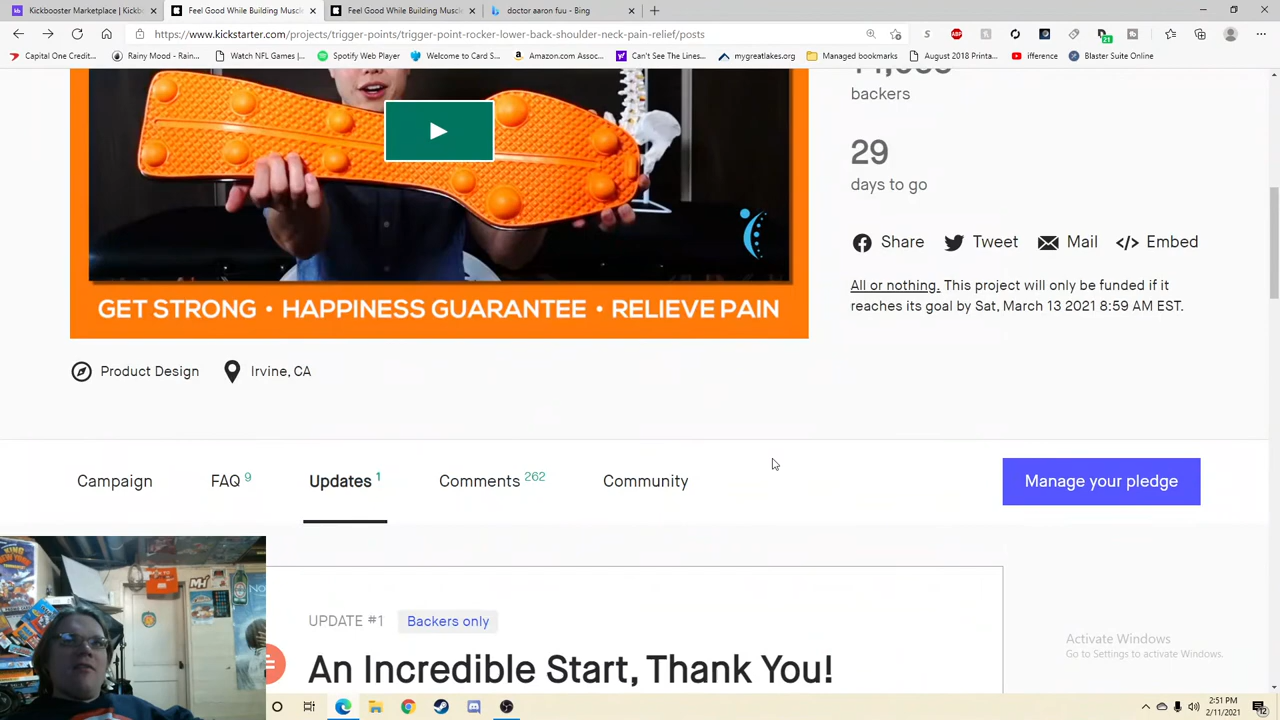 Kickbooster Marketplace | Kickb
Feel Good While Building Muscle
Feel Good While Building Muscle
doctor aaron fuu - Bing
https://www.kickstarter.com/projects/trigger-points/trigger-point-rocker-lower-back-shoulder-neck-pain-relief/posts
ABP
21
Capital One Credit...
Rainy Mood - Rain...
Watch NFL Games |...
Spotify Web Player
Welcome to Card S...
Amazon.com Assoc...
Can't See The Lines...
mygreatlakes.org
Managed bookmarks
August 2018 Printa...
ifference
Blaster Suite Online
backers
29
days to go
Share
Tweet
Mail
Embed
All or nothing. This project will only be funded if it
reaches its goal by Sat, March 13 2021 8:59 AM EST.
GET STRONG • HAPPINESS GUARANTEE • RELIEVE PAIN
Product Design
Irvine, CA
Campaign
FAQ 9
Updates 1
Comments 262
Community
Manage your pledge
UPDATE #1
Backers only
An Incredible Start, Thank You!
Activate Windows
Go to Settings to activate Windows.
2:51 PM
2/11/2021
12